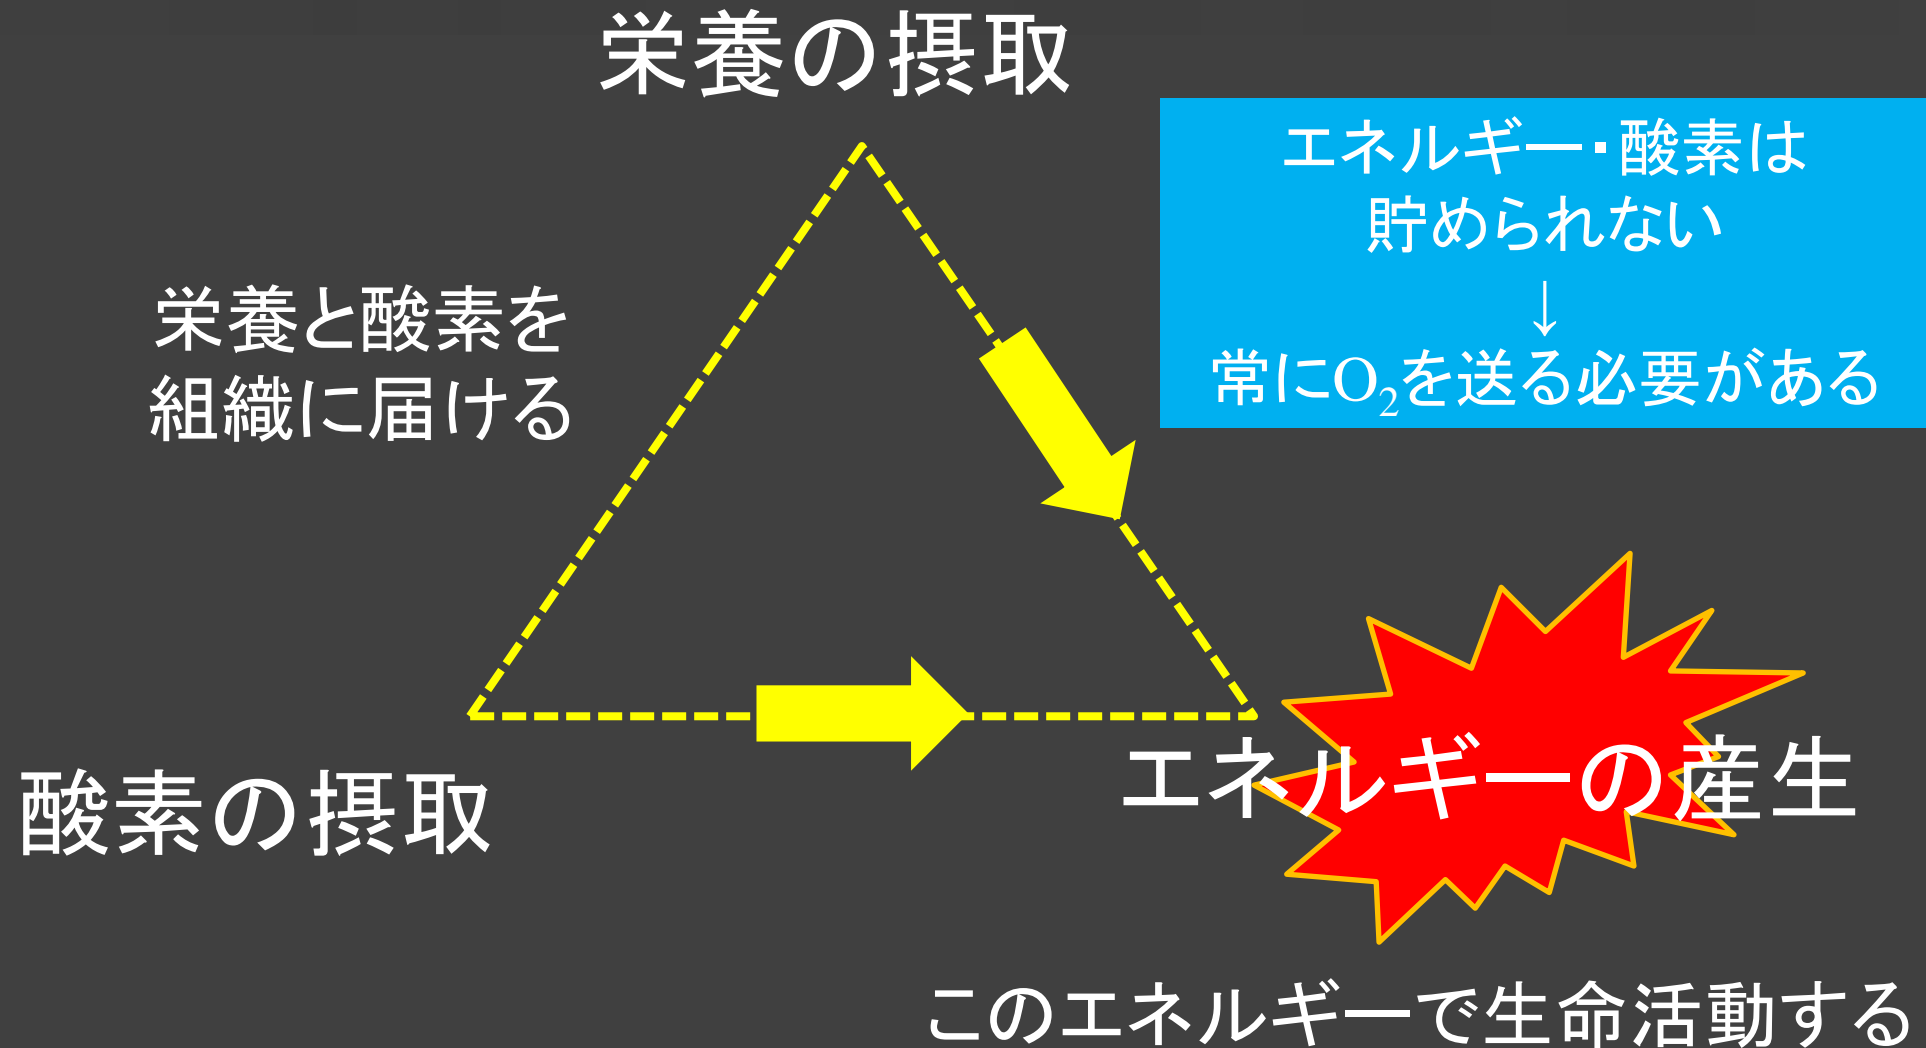 栄養の摂取
エネルギー・酸素は
貯められない
↓
常にO₂を送る必要がある
栄養と酸素を
組織に届ける
酸素の摂取
エネルギーの産生
このエネルギーで生命活動する